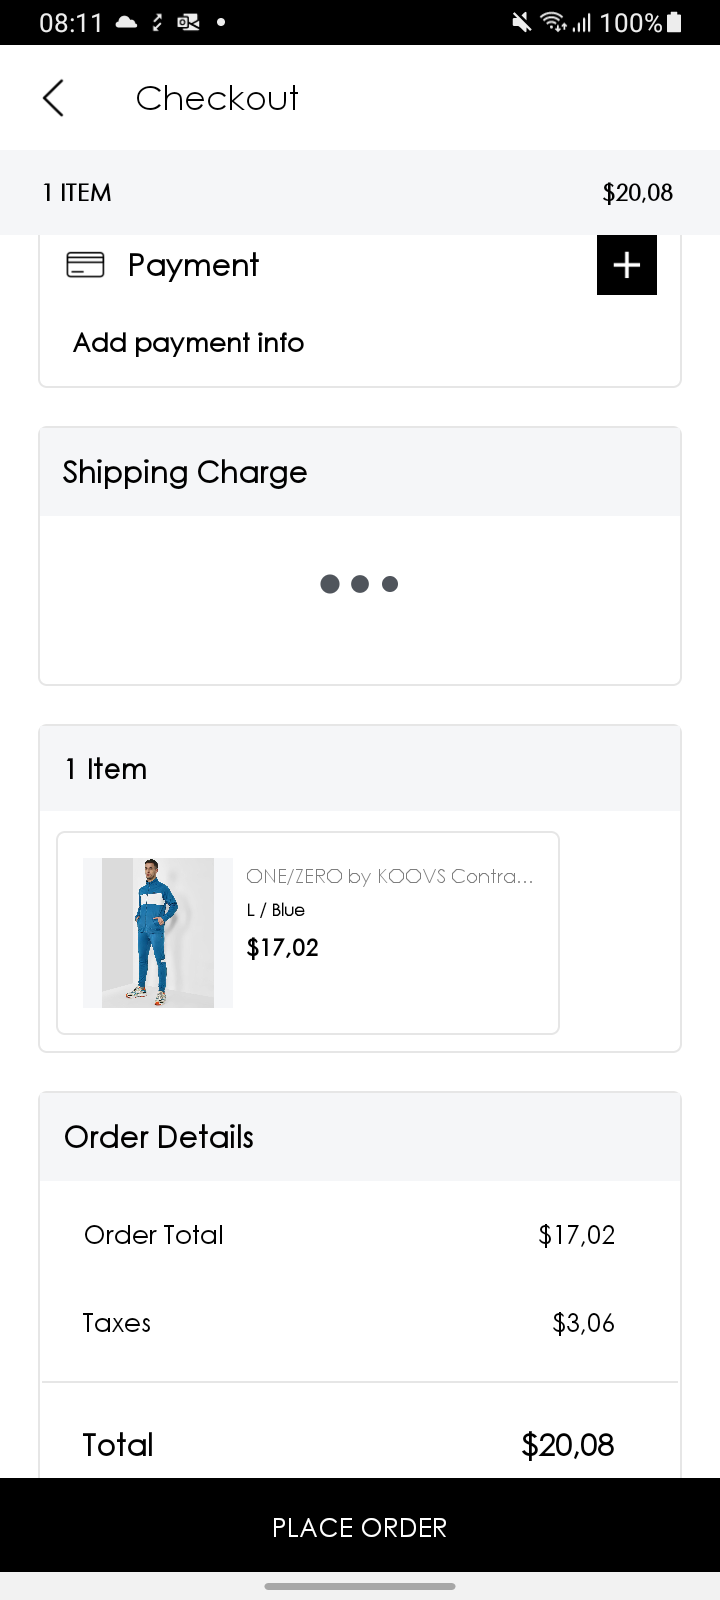 08:11 100%
Checkout
1 ITEM $20,08
Payment
Add payment info
Shipping Charge
1 Item
ONE/ZERO by KOOVS Contra...
L / Blue
$17,02
Order Details
Order Total $17,02
Taxes $3,06
Total $20,08
PLACE ORDER